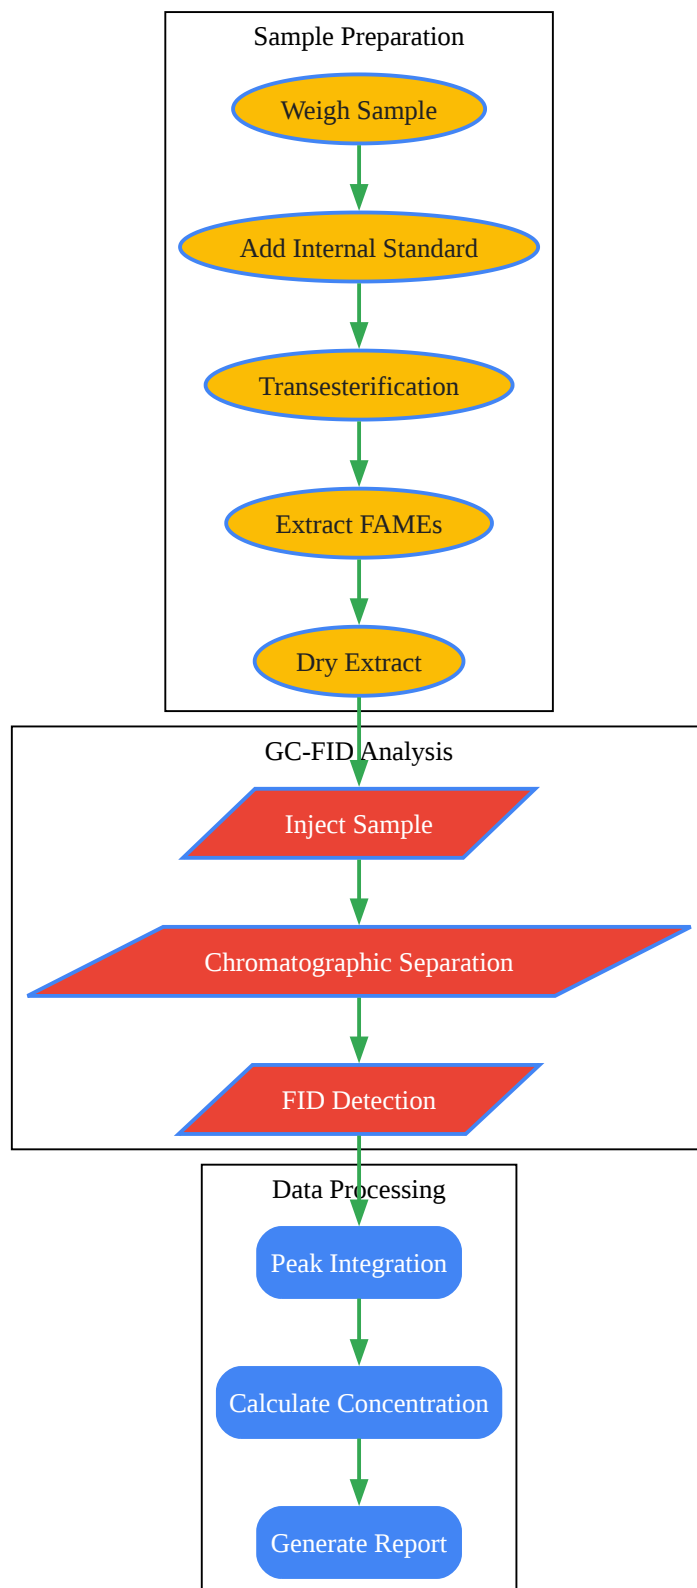 Sample Preparation
Weigh Sample
Add Internal Standard
Transesterification
Extract FAMEs
Dry Extract
GC-FID Analysis
Inject Sample
Chromatographic Separation
FID Detection
Data Processing
Peak Integration
Calculate Concentration
Generate Report